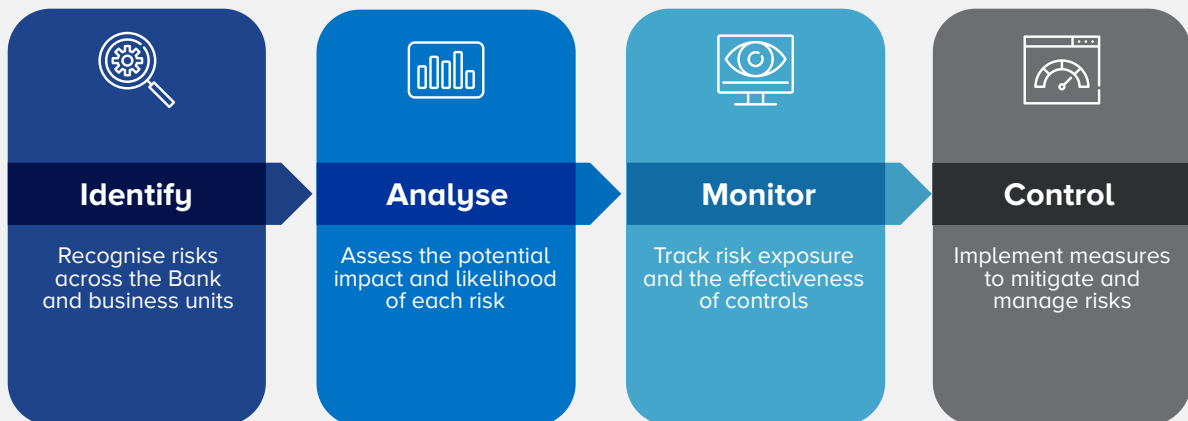 Identify
Recognise risks
across the Bank
and business units
Analyse
Assess the potential
impact and likelihood
of each risk
Monitor
Track risk exposure
and the effectiveness
of controls
Control
Implement measures
to mitigate and
manage risks